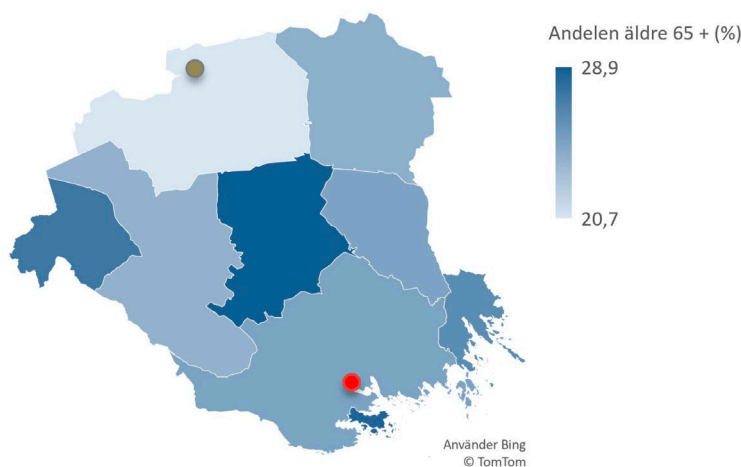 Andelen äldre 65 + (%)
28,9
20,7
Använder Bing
© TomTom